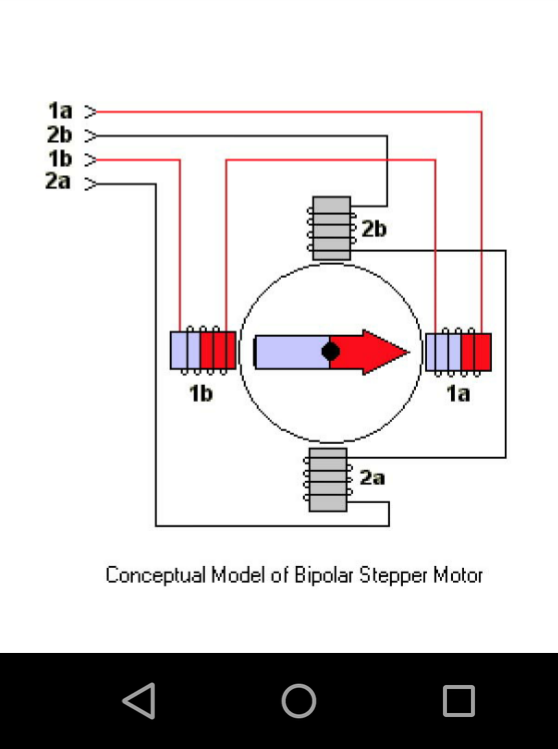 1a
2b
1b
2a
2b
1b
1a
2a
Conceptual Model of Bipolar Stepper Motor